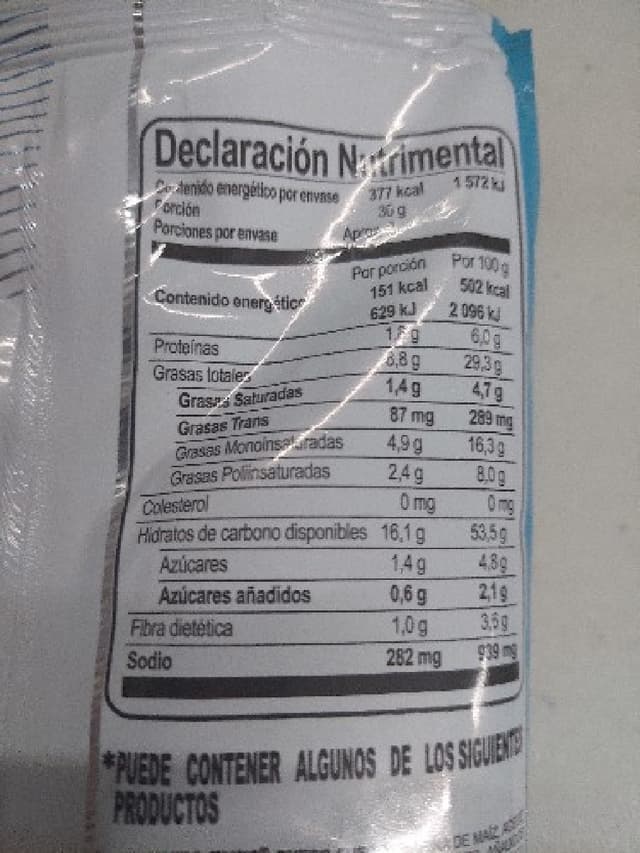 Declaración Nutrimental
Contenido energético por envase 377 kcal 1 572 kJ
Porción 30 g
Porciones por envase
Por porción Por 100 g
Contenido energético 151 kcal 502 kcal
629 kJ 2 096 kJ
Proteínas 6,0 g
Grasas totales 8,8 g 29,3 g
Grasas Saturadas 1,4 g 4,7 g
Grasas Trans 87 mg 289 mg
Grasas Monoinsaturadas 4,9 g 16,3 g
Grasas Poliinsaturadas 2,4 g 8,0 g
Colesterol 0 mg 0 mg
Hidratos de carbono disponibles 16,1 g 53,5 g
Azúcares 1,4 g 4,8 g
Azúcares añadidos 0,6 g 2,1 g
Fibra dietética 1,0 g
Sodio 282 mg 939 mg
*PUEDE CONTENER ALGUNOS DE LOS SIGUIENTES
PRODUCTOS
DE MAÍZ